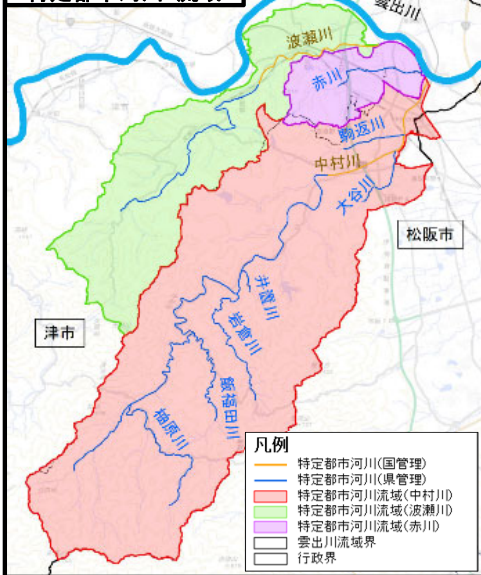 雲出川
波瀬川
赤川
駒返川
中村川
大谷川
松阪市
井濃川
岩倉川
津市
飯福田川
柚原川
凡例
特定都市河川(国管理)
特定都市河川(県管理)
特定都市河川流域(中村川)
特定都市河川流域(波瀬川)
特定都市河川流域(赤川)
雲出川流域界
行政界